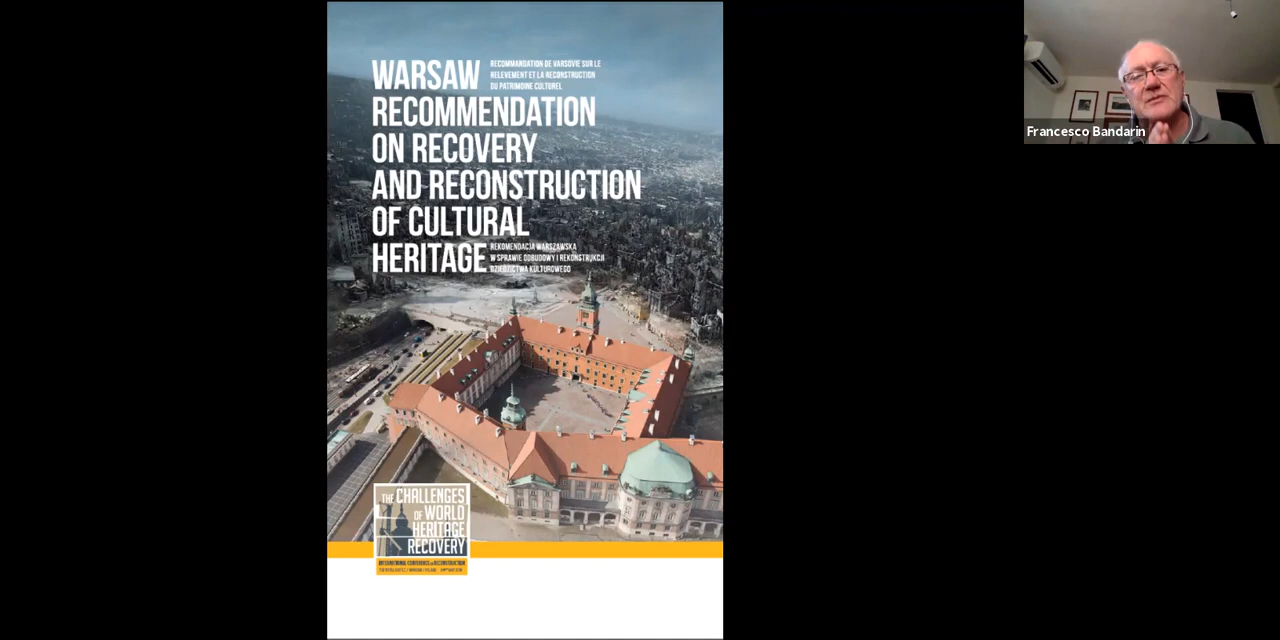 WARSAW
RECOMMANDATION DE VARSOVIE SUR LE
RELEVEMENT ET LA RECONSTRUCTION
DU PATRIMOINE CULTUREL
RECOMMENDATION
ON RECOVERY
AND RECONSTRUCTION
OF CULTURAL
HERITAGE
REKOMENDACJA WARSZAWSKA
W SPRAWIE ODBUDOWY I REKONSTRUKCJI
DZIEDZICTWA KULTUROWEGO
THE CHALLENGES
OF WORLD
HERITAGE
RECOVERY
INTERNATIONAL CONFERENCE on RECONSTRUCTION
Francesco Bandarin